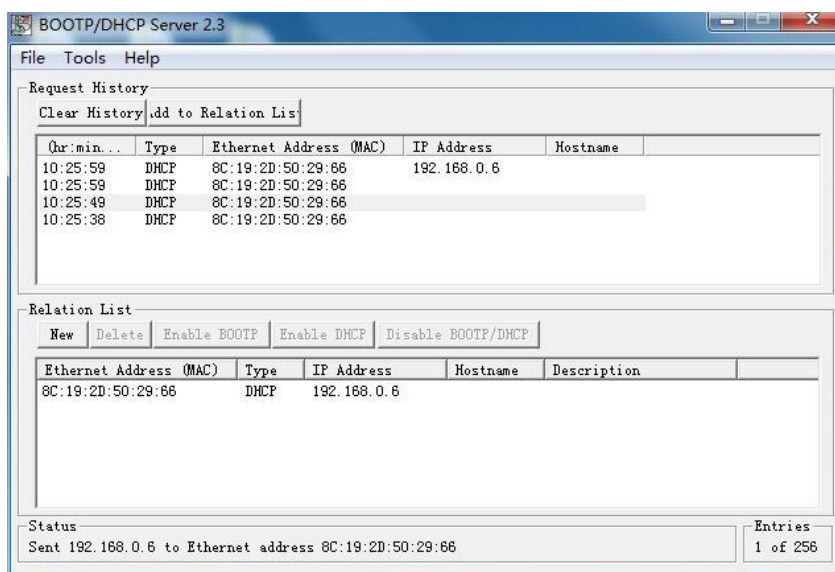 BOOTP/DHCP Server 2.3
File Tools Help
Request History
Clear History dd to Relation Lis
(hr:min... Type Ethernet Address (MAC) IP Address Hostname
10:25:59 DHCP 8C:19:2D:50:29:66 192.168.0.6
10:25:59 DHCP 8C:19:2D:50:29:66
10:25:49 DHCP 8C:19:2D:50:29:66
10:25:38 DHCP 8C:19:2D:50:29:66
Relation List
New Delete Enable BOOTP Enable DHCP Disable BOOTP/DHCP
Ethernet Address (MAC) Type IP Address Hostname Description
8C:19:2D:50:29:66 DHCP 192.168.0.6
Status
Sent 192.168.0.6 to Ethernet address 8C:19:2D:50:29:66
Entries
1 of 256